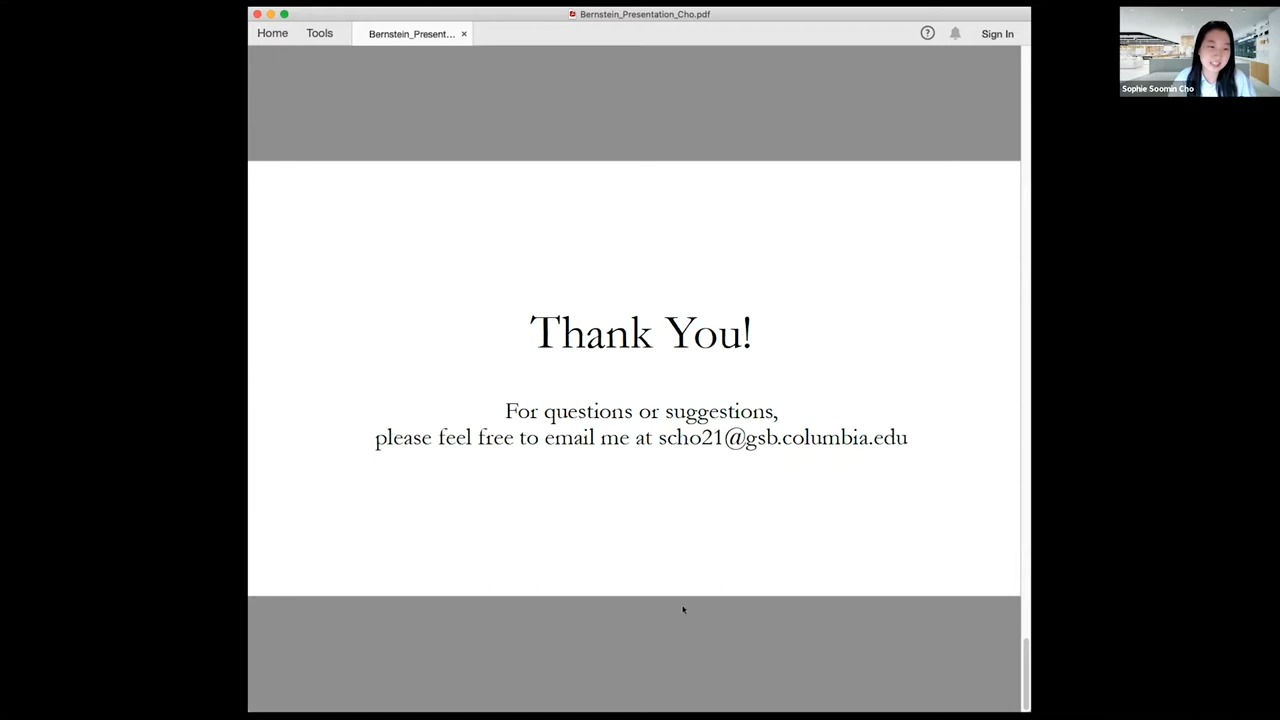 Bernstein_Presentation_Cho.pdf
Home Tools Bernstein_Present... × ? Sign In
Sophie Soomin Cho
Thank You!
For questions or suggestions,
please feel free to email me at scho21@gsb.columbia.edu